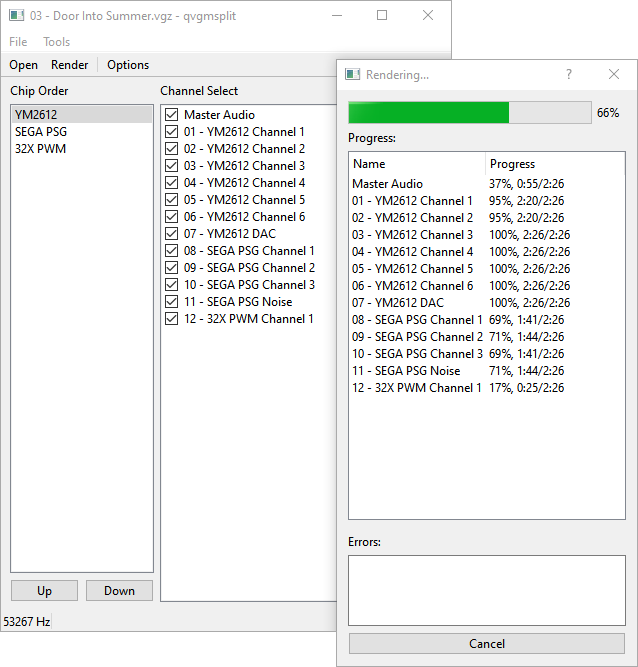 03 - Door Into Summer.vgz - qvgmsplit
File Tools
Open Render Options
Chip Order
YM2612
SEGA PSG
32X PWM
Up Down
53267 Hz
Channel Select
Master Audio
01 - YM2612 Channel 1
02 - YM2612 Channel 2
03 - YM2612 Channel 3
04 - YM2612 Channel 4
05 - YM2612 Channel 5
06 - YM2612 Channel 6
07 - YM2612 DAC
08 - SEGA PSG Channel 1
09 - SEGA PSG Channel 2
10 - SEGA PSG Channel 3
11 - SEGA PSG Noise
12 - 32X PWM Channel 1
Rendering... ?
66%
Progress:
Name Progress
Master Audio 37%, 0:55/2:26
01 - YM2612 Channel 1 95%, 2:20/2:26
02 - YM2612 Channel 2 95%, 2:20/2:26
03 - YM2612 Channel 3 100%, 2:26/2:26
04 - YM2612 Channel 4 100%, 2:26/2:26
05 - YM2612 Channel 5 100%, 2:26/2:26
06 - YM2612 Channel 6 100%, 2:26/2:26
07 - YM2612 DAC 100%, 2:26/2:26
08 - SEGA PSG Channel 1 69%, 1:41/2:26
09 - SEGA PSG Channel 2 71%, 1:44/2:26
10 - SEGA PSG Channel 3 69%, 1:41/2:26
11 - SEGA PSG Noise 71%, 1:44/2:26
12 - 32X PWM Channel 1 17%, 0:25/2:26
Errors:
Cancel